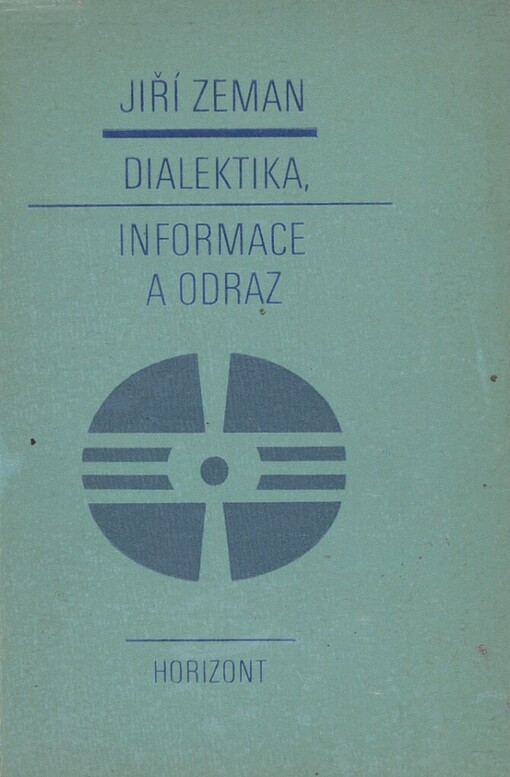 JIŘÍ ZEMAN
DIALEKTIKA,
INFORMACE
A ODRAZ
HORIZONT